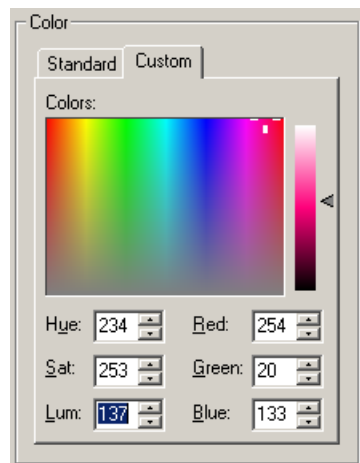 Color
Standard Custom
Colors:
Hue: 234 Red: 254
Sat: 253 Green: 20
Lum: 137 Blue: 133